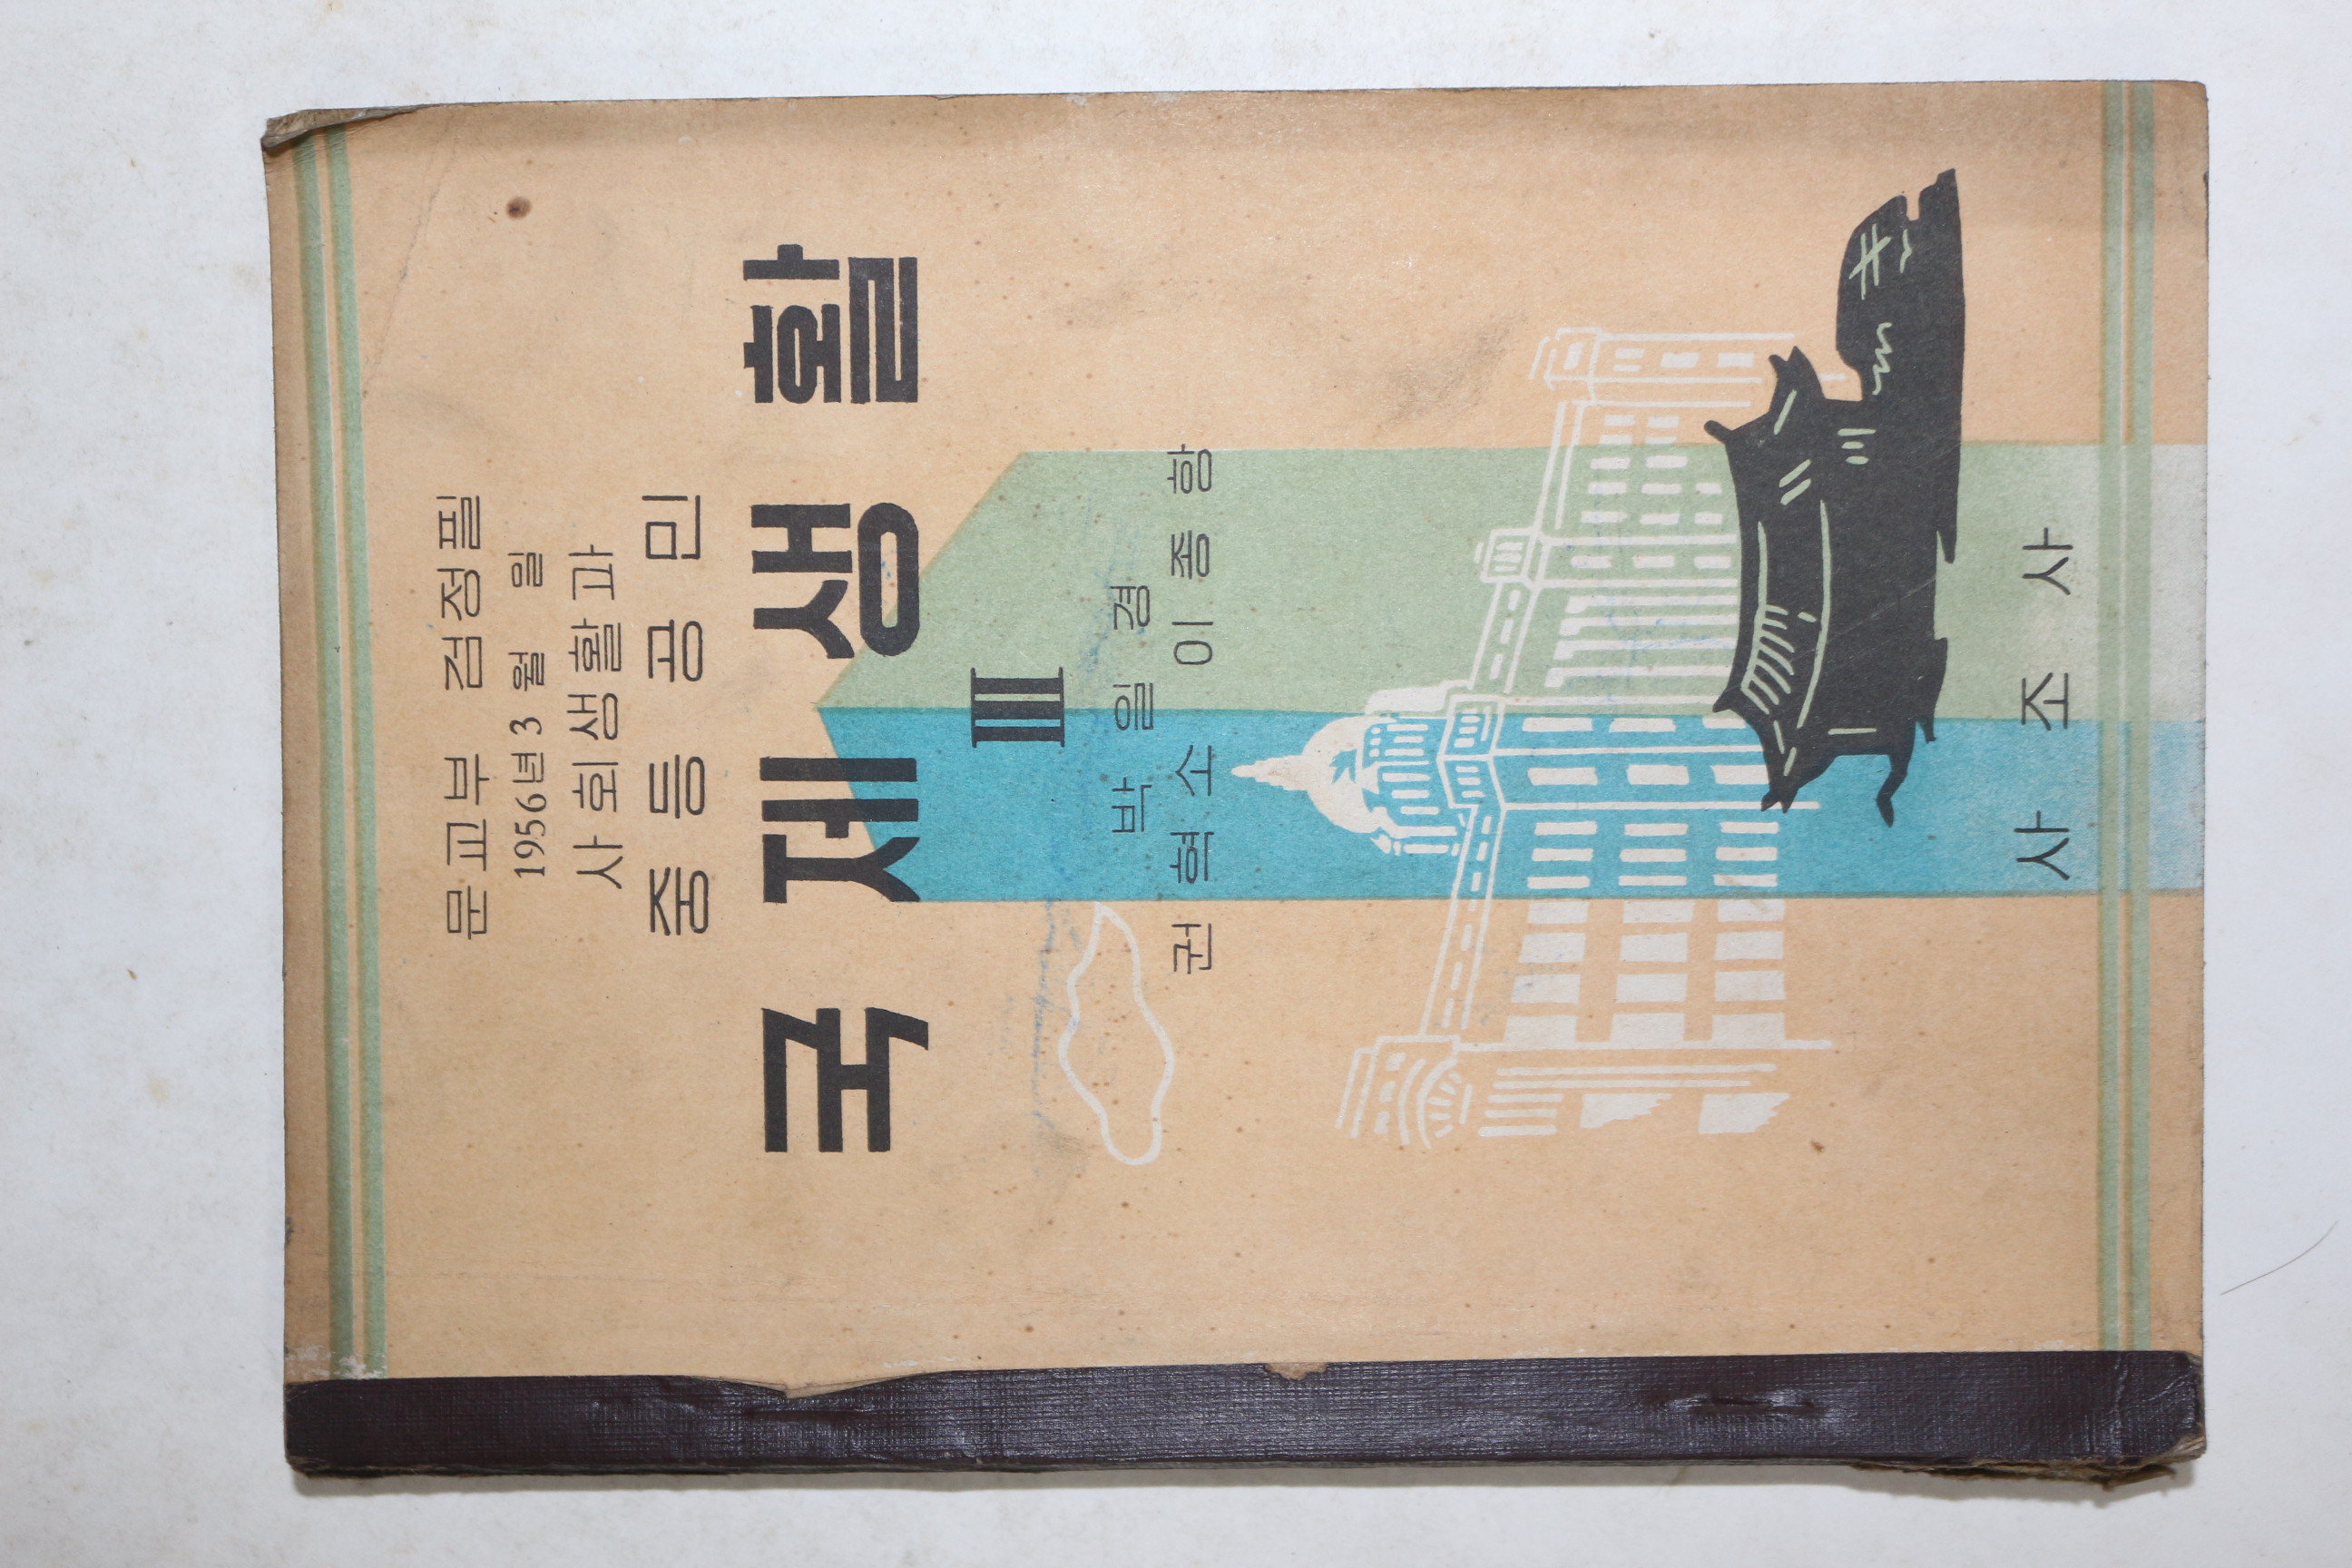 문교부 검정필
1956년3월 일
사회생활과
중등공민
국제생활
III
박일경
권혁소 이종항
사조사